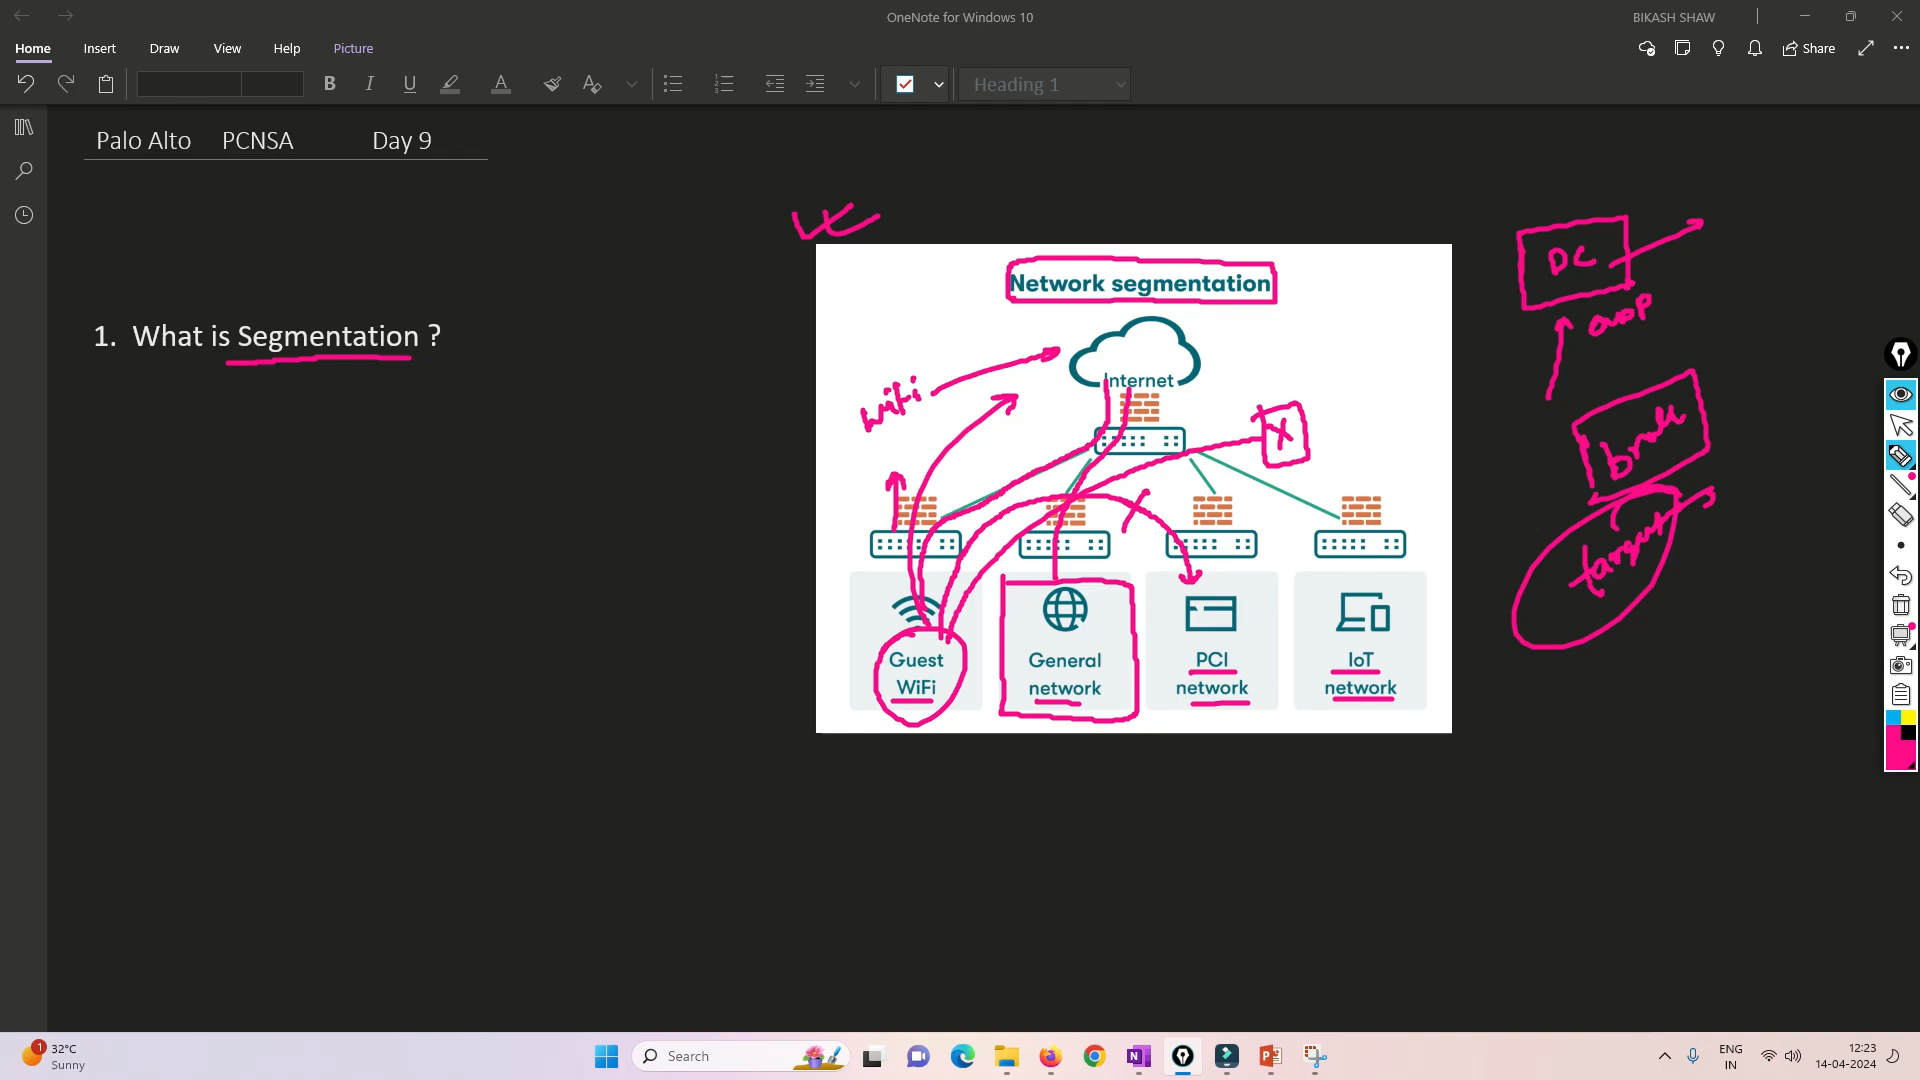 OneNote for Windows 10
BIKASH SHAW
Home Insert Draw View Help Picture
Share
B I U A A Heading 1
Palo Alto PCNSA Day 9
1. What is Segmentation ?
Network segmentation
Internet
WiFi
X
Guest
WiFi
General
network
PCI
network
IoT
network
DC
target
32°C
Sunny
1
Search
ENG
IN
12:23
14-04-2024